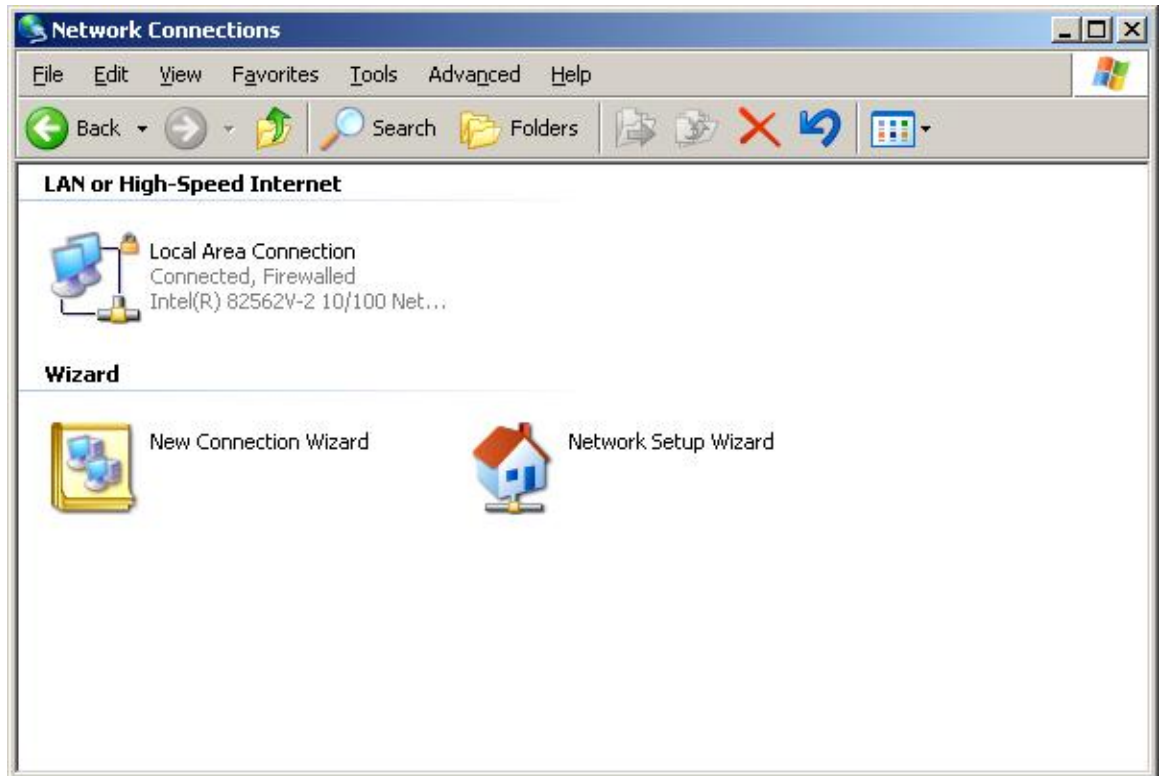 Network Connections
File Edit View Favorites Tools Advanced Help
Back Search Folders
LAN or High-Speed Internet
Local Area Connection
Connected, Firewalled
Intel(R) 82562V-2 10/100 Net...
Wizard
New Connection Wizard
Network Setup Wizard